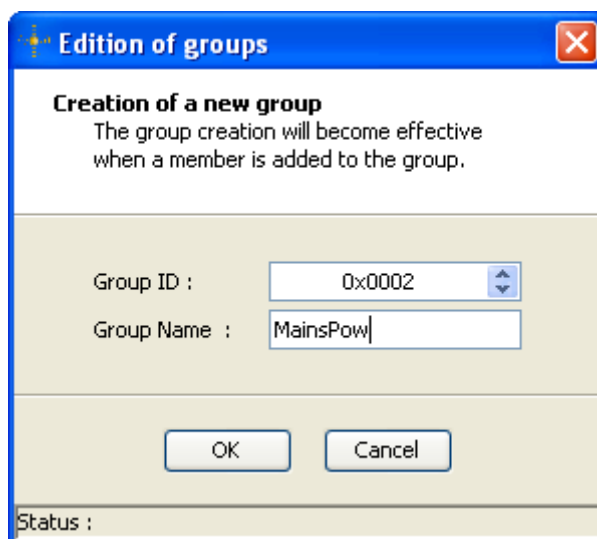 Edition of groups
Creation of a new group
The group creation will become effective
when a member is added to the group.
Group ID : 0x0002
Group Name : MainsPow
OK Cancel
Status :